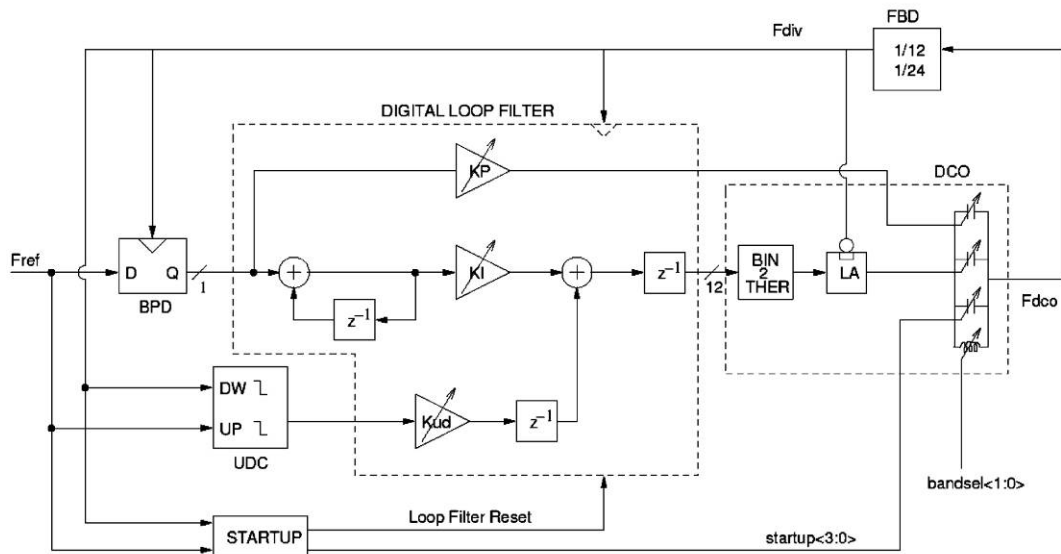 FBD
Fdiv
1/12
1/24
DIGITAL LOOP FILTER
KP
DCO
Fref
D Q
1
BPD
+
KI
+
z⁻¹
12
BIN
2
THER
LA
Fdco
z⁻¹
DW
UP
UDC
Kud
z⁻¹
bandsel<1:0>
Loop Filter Reset
STARTUP
startup<3:0>